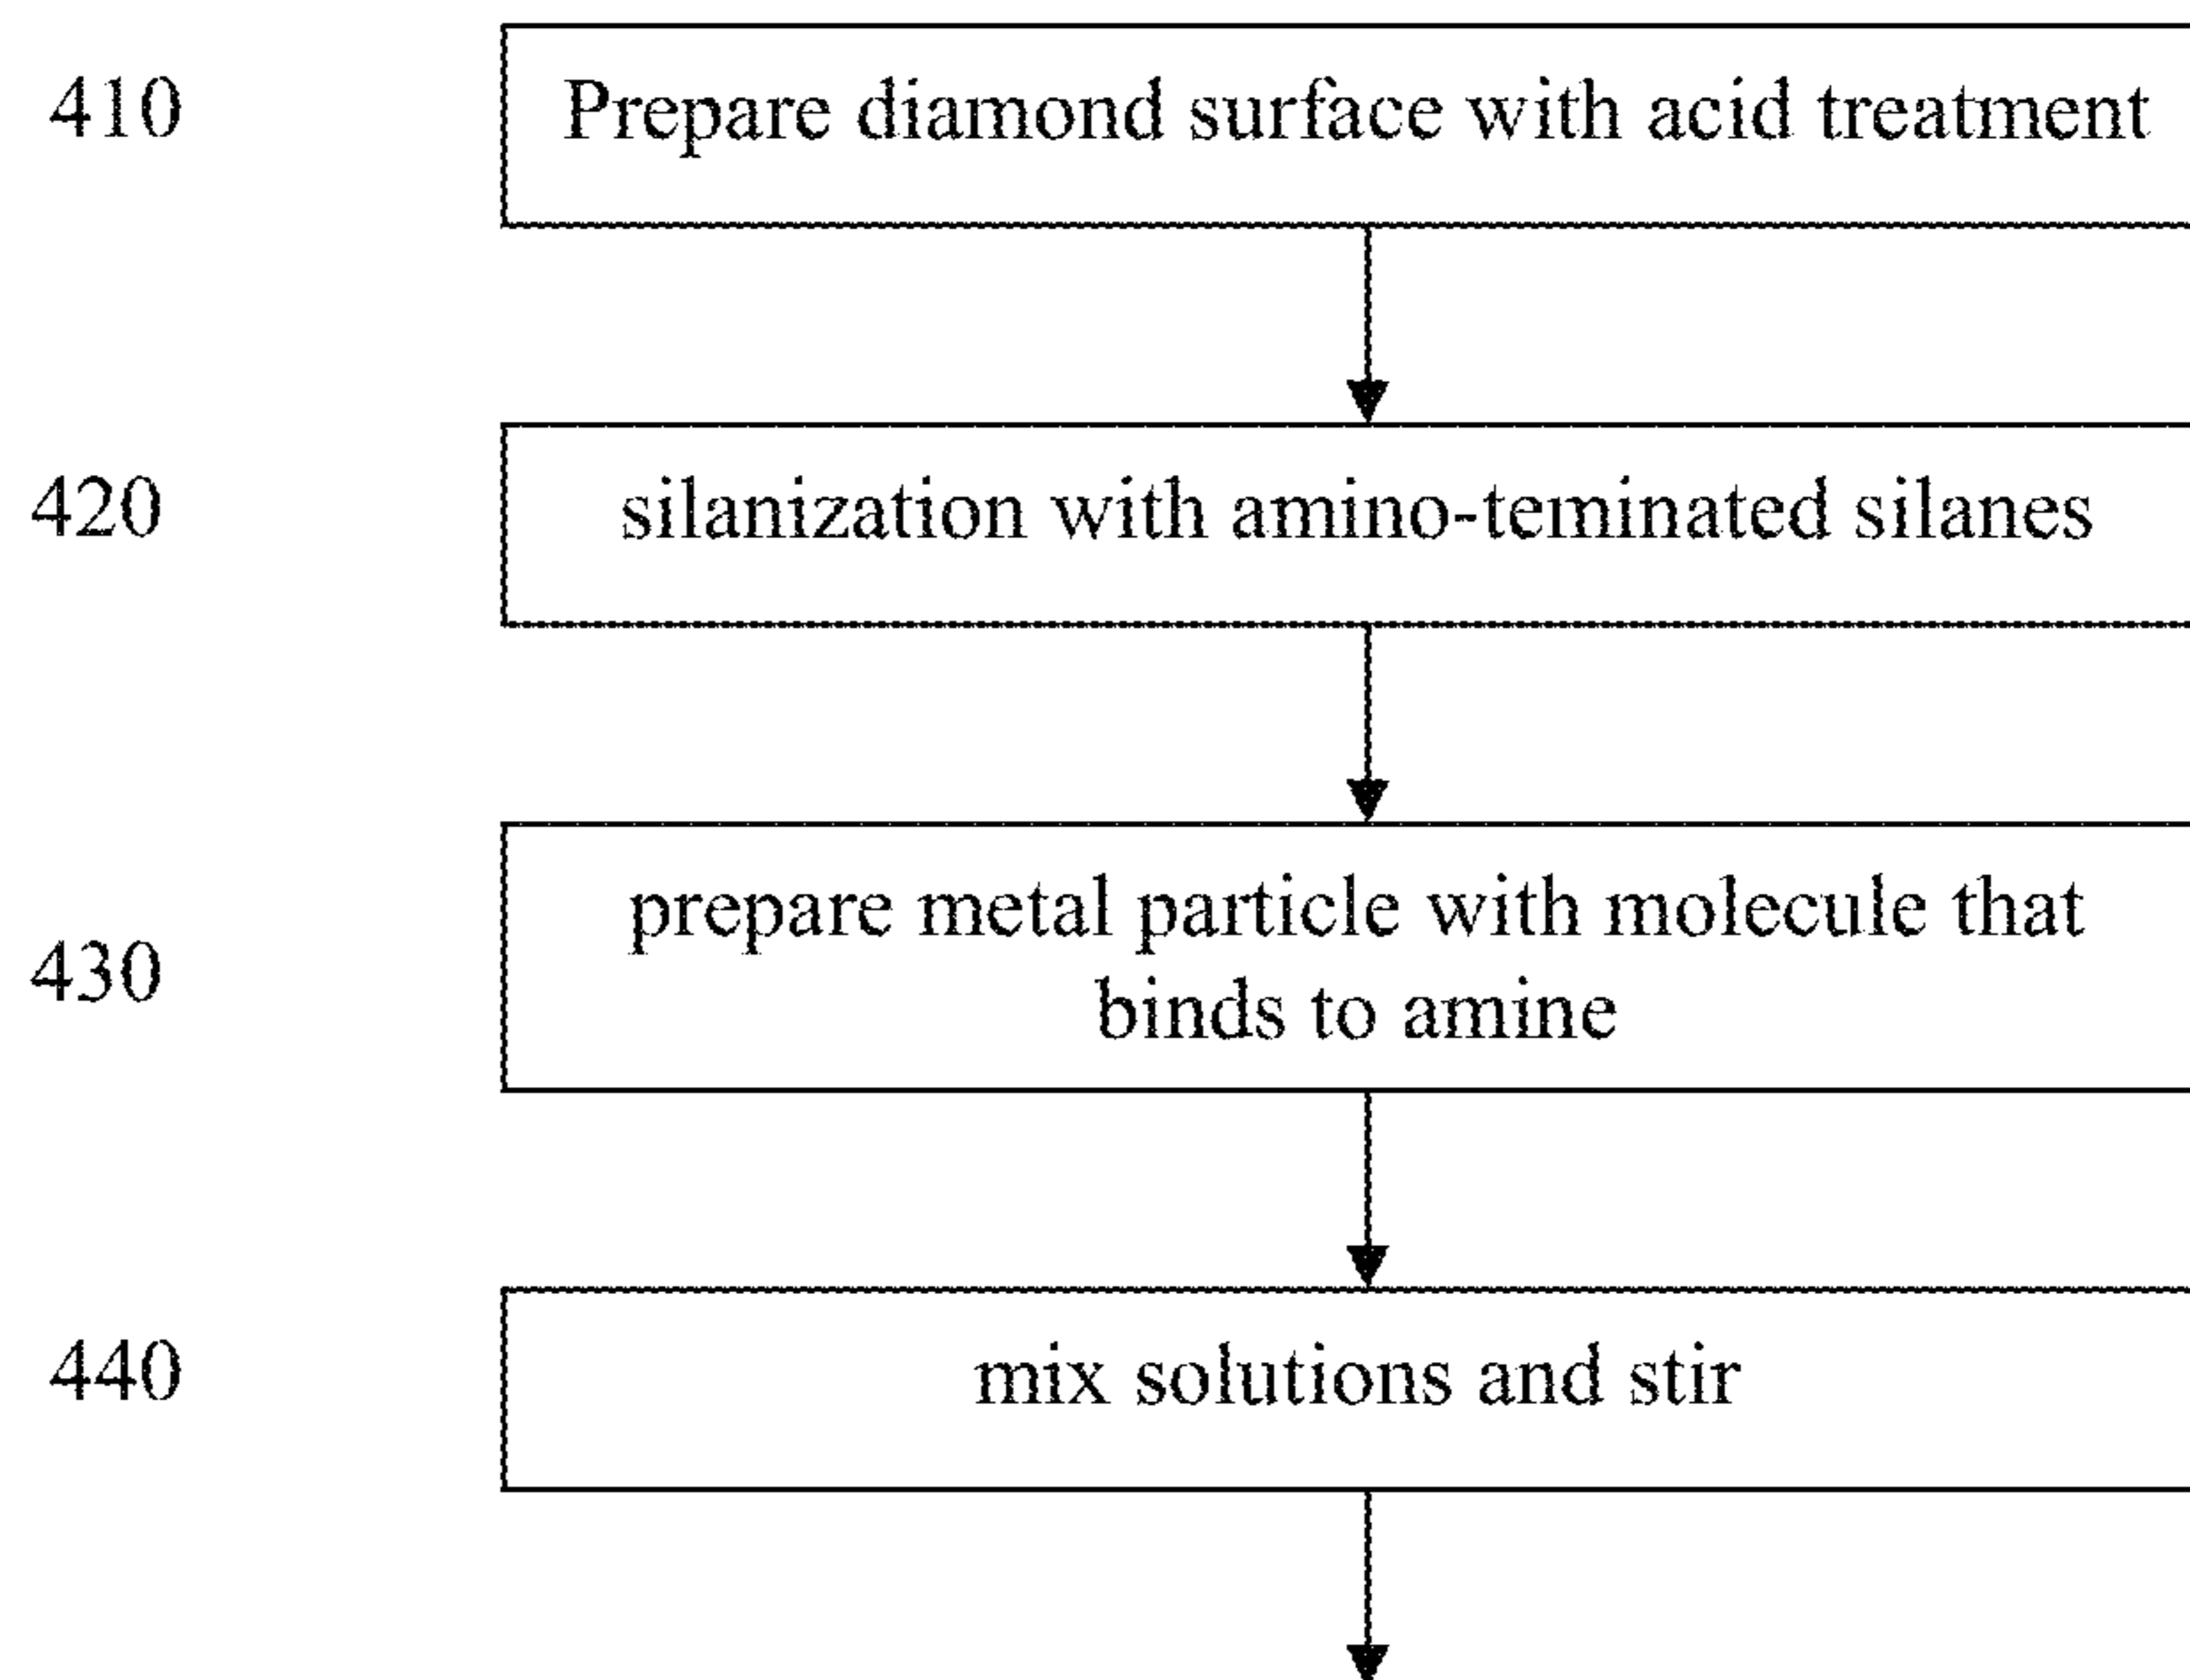 410 Prepare diamond surface with acid treatment
420 silanization with amino-teminated silanes
prepare metal particle with molecule that
430
binds to amine
440 mix solutions and stir